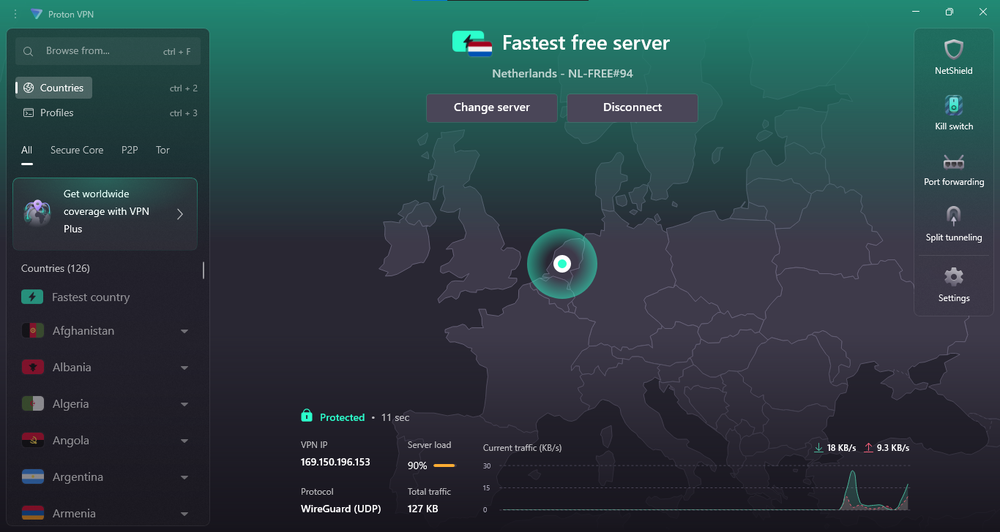 Proton VPN
Browse from...
ctrl + F
Countries
ctrl + 2
Profiles
ctrl + 3
All
Secure Core
P2P
Tor
Get worldwide
coverage with VPN
Plus
Countries (126)
Fastest country
Afghanistan
Albania
Algeria
Angola
Argentina
Armenia
Fastest free server
Netherlands - NL-FREE#94
Change server
Disconnect
Protected • 11 sec
VPN IP
169.150.196.153
Server load
90%
Protocol
WireGuard (UDP)
Total traffic
127 KB
Current traffic (KB/s)
18 KB/s
9.3 KB/s
30
15
0
NetShield
Kill switch
Port forwarding
Split tunneling
Settings